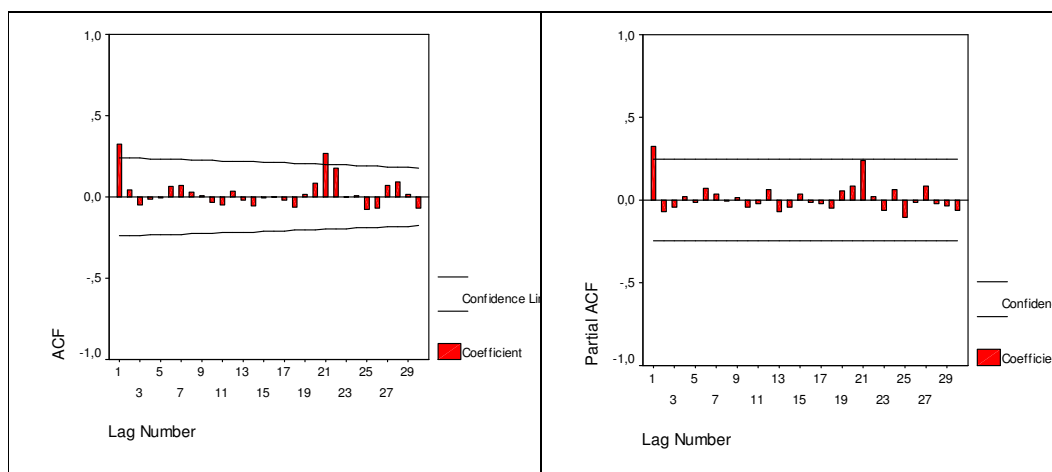 1,0
,5
0,0
-,5
-1,0
ACF
1 5 9 13 17 21 25 29
3 7 11 15 19 23 27
Lag Number
Confidence Lir
Coefficient
1,0
,5
0,0
-,5
-1,0
Partial ACF
1 5 9 13 17 21 25 29
3 7 11 15 19 23 27
Lag Number
Confiden
Coefficie